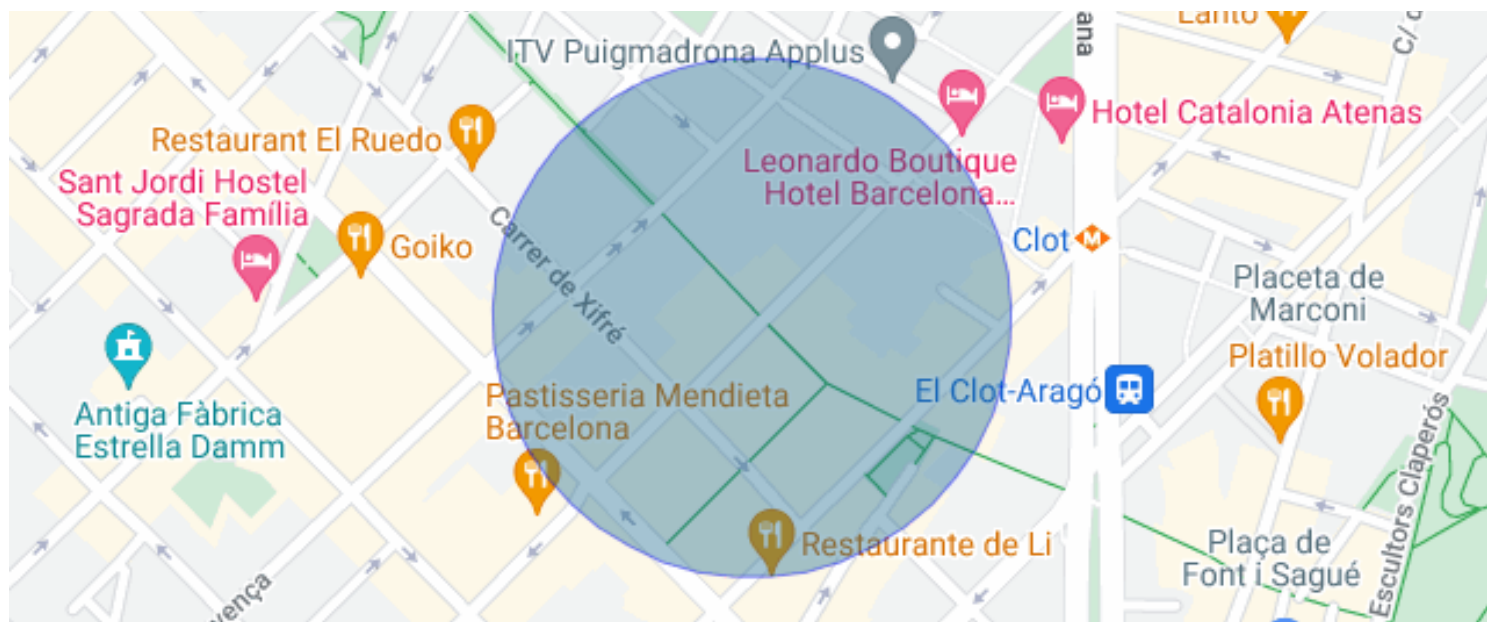 Lanto
ana
C/ d
ITV Puigmadrona Applus
Restaurant El Ruedo
Hotel Catalonia Atenas
Leonardo Boutique
Hotel Barcelona...
Sant Jordi Hostel
Sagrada Família
Goiko
Carrer de Xifré
Clot
M
Placeta de
Marconi
Platillo Volador
Antiga Fàbrica
Estrella Damm
Pastisseria Mendieta
Barcelona
El Clot-Aragó
Escultors Claperós
Restaurante de Li
Plaça de
Font i Sagué
vença